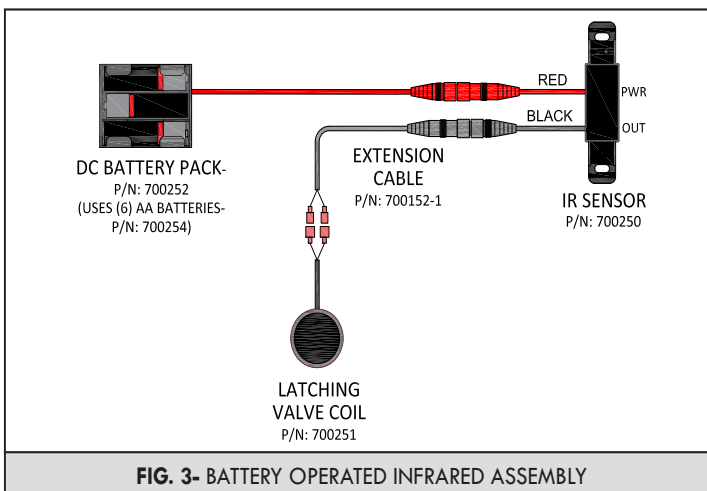 RED
PWR
BLACK
OUT
DC BATTERY PACK-
P/N: 700252
(USES (6) AA BATTERIES-
P/N: 700254)
EXTENSION
CABLE
P/N: 700152-1
IR SENSOR
P/N: 700250
LATCHING
VALVE COIL
P/N: 700251
FIG. 3- BATTERY OPERATED INFRARED ASSEMBLY